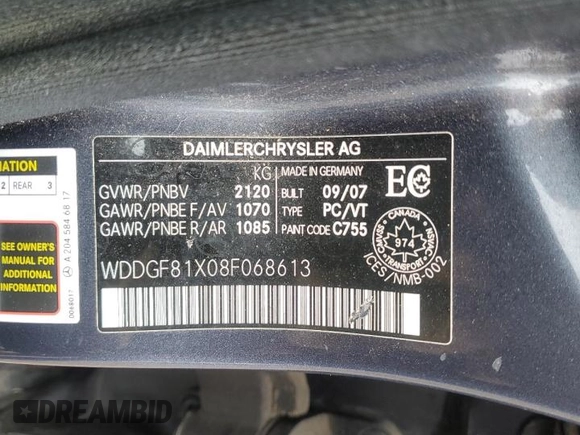 DAIMLERCHRYSLER AG
KG MADE IN GERMANY
GVWR/PNBV 2120 BUILT 09/07
GAWR/PNBE F/AV 1070 TYPE PC/VT
GAWR/PNBE R/AR 1085 PAINT CODE C755
EC
CANADA
974
TRANSPORT
ICES/NMB-002
WDDGF81X08F068613
MATION
2 REAR 3
SEE OWNER'S
MANUAL FOR
ADDITIONAL
INFORMATION
A 204 584 68 17
DREAMBID